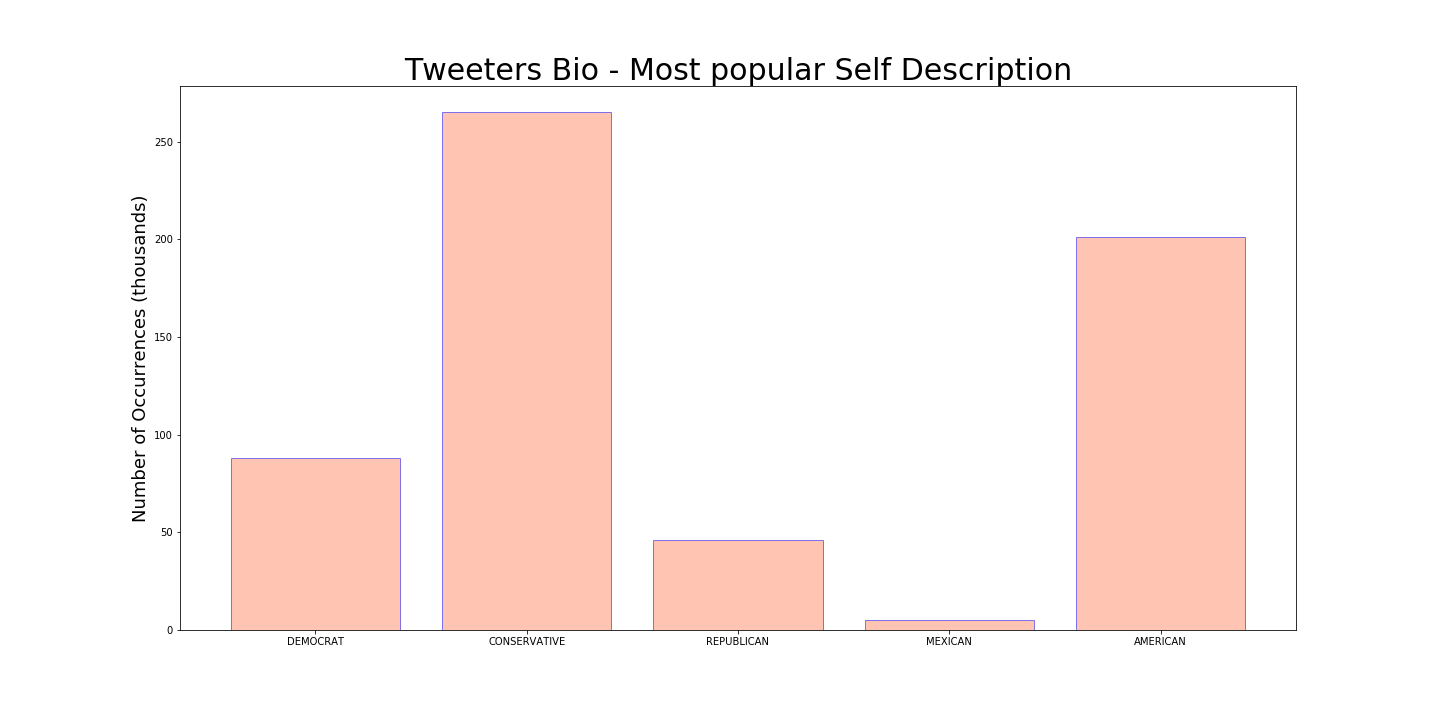 Tweeters Bio - Most popular Self Description
Number of Occurrences (thousands)
250
200
150
100
50
0
DEMOCRAT CONSERVATIVE REPUBLICAN MEXICAN AMERICAN